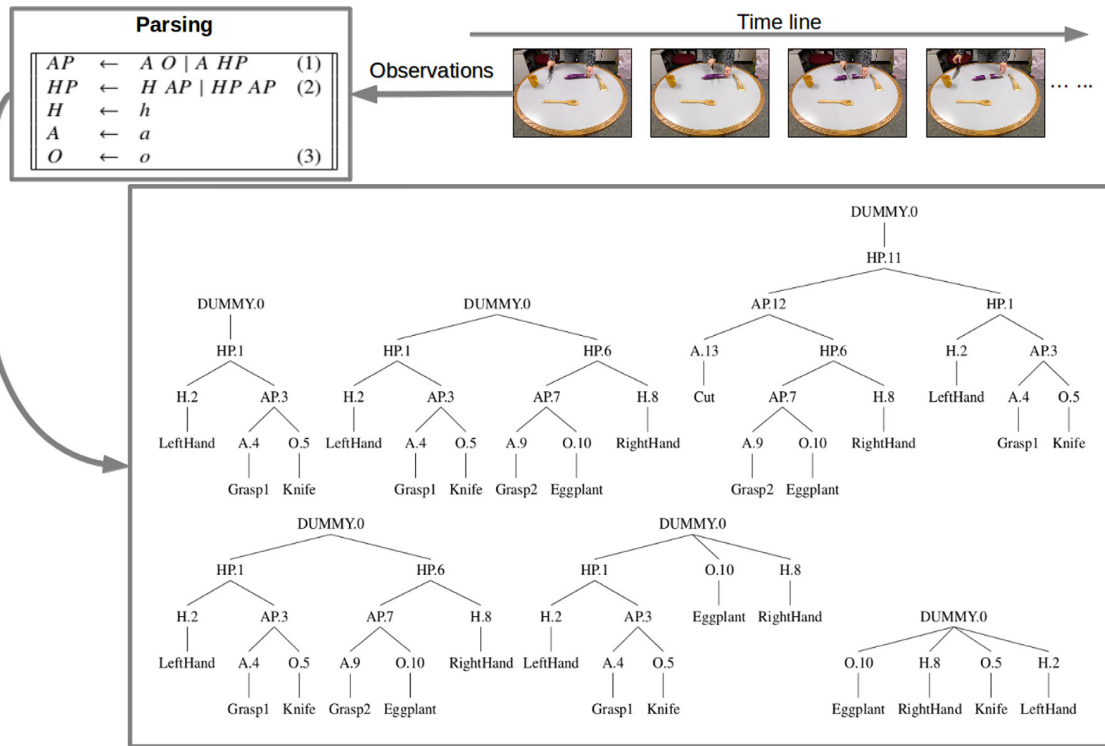 Parsing
AP ← A O | A HP (1)
HP ← H AP | HP AP (2)
H ← h
A ← a
O ← o (3)
Observations
Time line
... ...
DUMMY.0
HP.1
H.2 AP.3
LeftHand A.4 O.5
Grasp1 Knife
DUMMY.0
HP.1 HP.6
H.2 AP.3 AP.7 H.8
LeftHand A.4 O.5 A.9 O.10 RightHand
Grasp1 Knife Grasp2 Eggplant
DUMMY.0
HP.11
AP.12 HP.1
A.13 HP.6 H.2 AP.3
Cut AP.7 H.8 LeftHand A.4 O.5
A.9 O.10 RightHand Grasp1 Knife
Grasp2 Eggplant
DUMMY.0
HP.1 HP.6
H.2 AP.3 AP.7 H.8
LeftHand A.4 O.5 A.9 O.10 RightHand
Grasp1 Knife Grasp2 Eggplant
DUMMY.0
HP.1 O.10 H.8
H.2 AP.3 Eggplant RightHand
LeftHand A.4 O.5
Grasp1 Knife
DUMMY.0
O.10 H.8 O.5 H.2
Eggplant RightHand Knife LeftHand